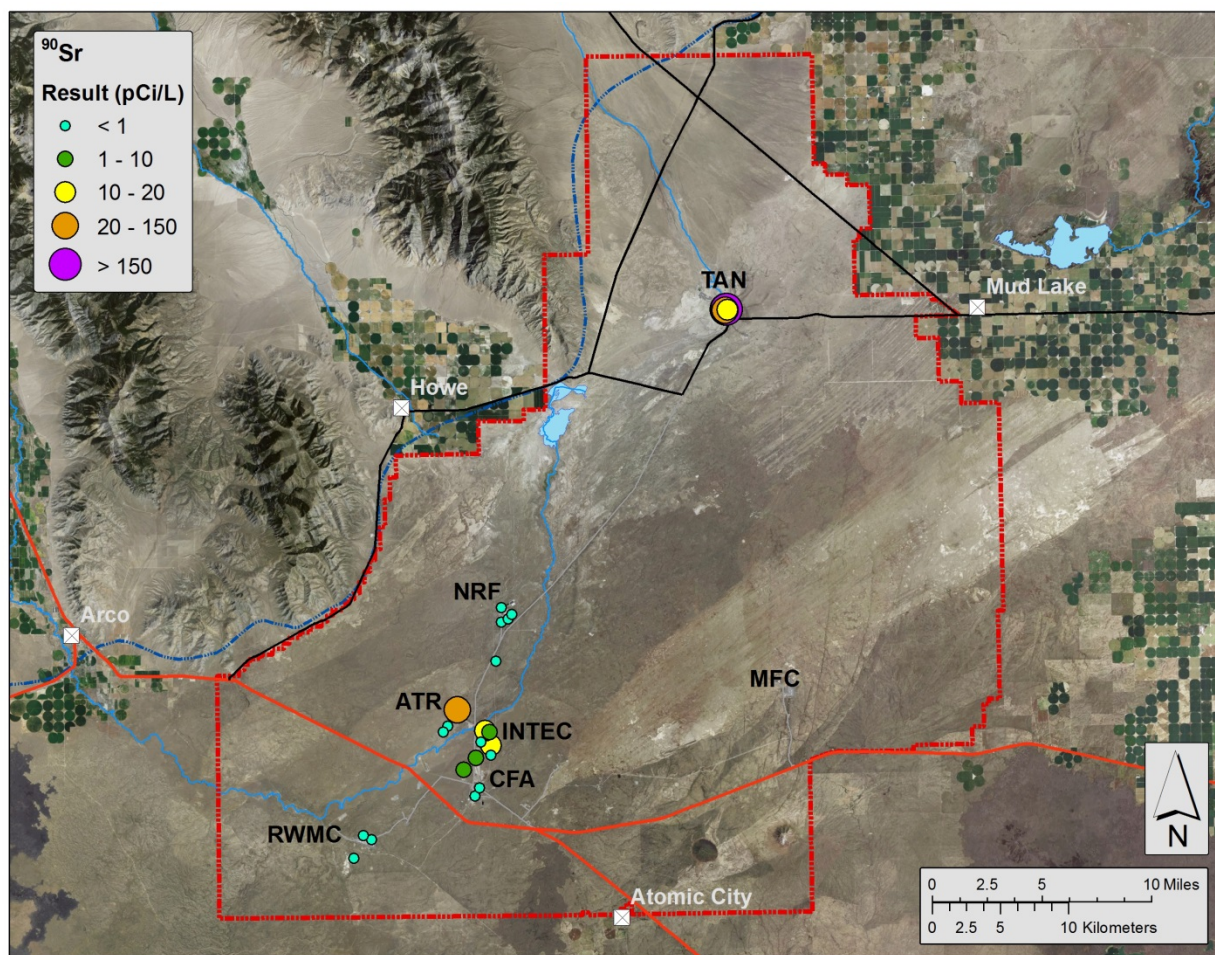 ⁹⁰Sr
Result (pCi/L)
< 1
1 - 10
10 - 20
20 - 150
> 150
TAN
Mud Lake
Howe
NRF
Arco
MFC
ATR
INTEC
CFA
RWMC
Atomic City
N
0 2.5 5 10 Miles
0 2.5 5 10 Kilometers